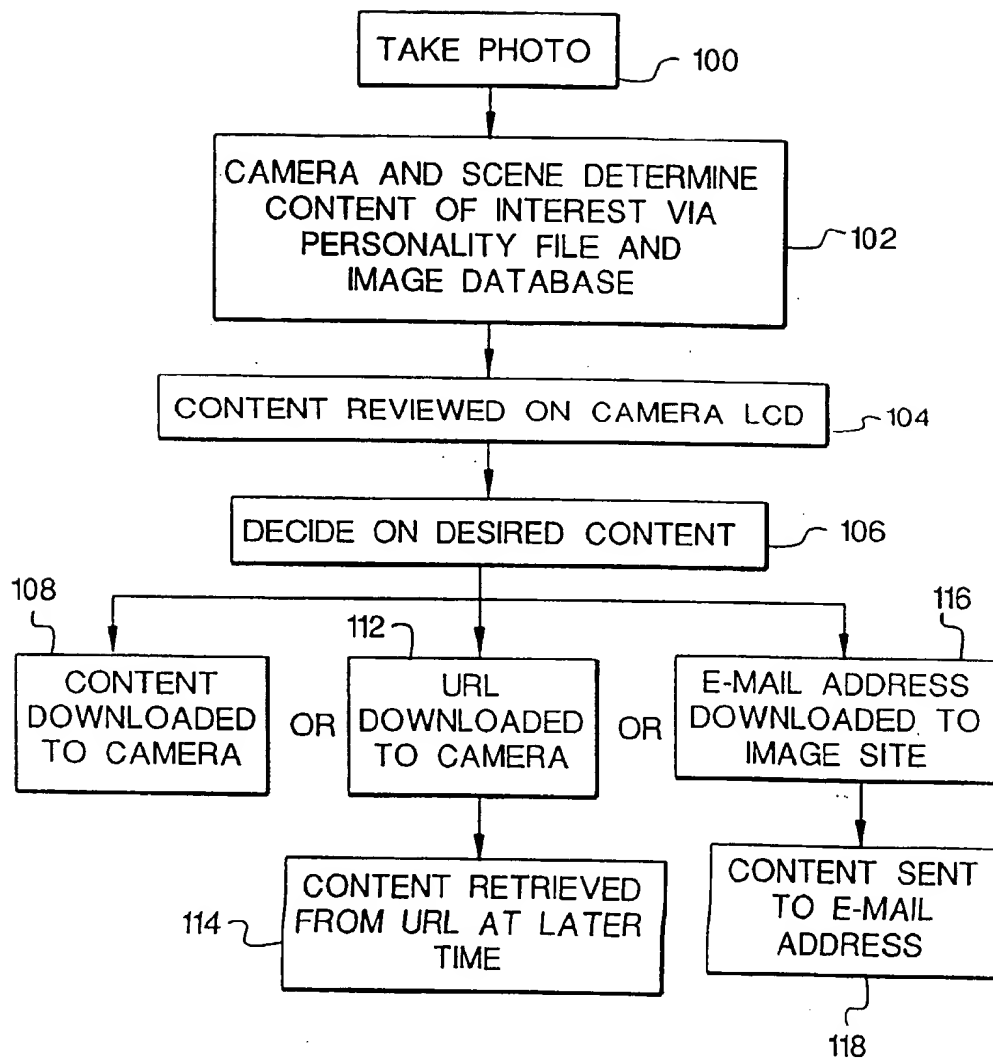 TAKE PHOTO
100
CAMERA AND SCENE DETERMINE
CONTENT OF INTEREST VIA
PERSONALITY FILE AND
IMAGE DATABASE
102
CONTENT REVIEWED ON CAMERA LCD
104
DECIDE ON DESIRED CONTENT
106
108
CONTENT
DOWNLOADED
TO CAMERA
OR
112
URL
DOWNLOADED
TO CAMERA
OR
116
E-MAIL ADDRESS
DOWNLOADED TO
IMAGE SITE
CONTENT RETRIEVED
FROM URL AT LATER
TIME
114
CONTENT SENT
TO E-MAIL
ADDRESS
118